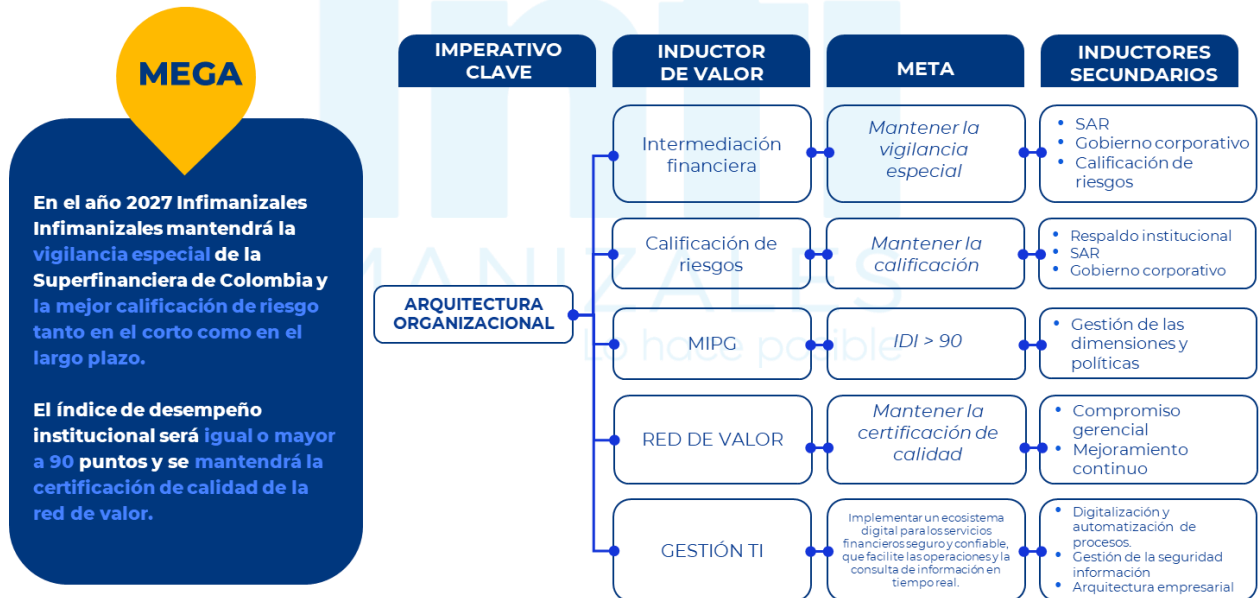 MEGA
En el año 2027 Infimanizales
Infimanizales mantendrá la
vigilancia especial de la
Superfinanciera de Colombia y
la mejor calificación de riesgo
tanto en el corto como en el
largo plazo.
El índice de desempeño
institucional será igual o mayor
a 90 puntos y se mantendrá la
certificación de calidad de la
red de valor.
IMPERATIVO
CLAVE
INDUCTOR
DE VALOR
META
INDUCTORES
SECUNDARIOS
ARQUITECTURA
ORGANIZACIONAL
Intermediación
financiera
Mantener la
vigilancia
especial
• SAR
• Gobierno corporativo
• Calificación de
riesgos
Calificación de
riesgos
Mantener la
calificación
• Respaldo institucional
• SAR
• Gobierno corporativo
MIPG
IDI > 90
• Gestión de las
dimensiones y
políticas
RED DE VALOR
Mantener la
certificación de
calidad
• Compromiso
gerencial
• Mejoramiento
continuo
GESTIÓN TI
Implementar un ecosistema
digital para los servicios
financieros seguro y confiable,
que facilite las operaciones y la
consulta de información en
tiempo real.
• Digitalización y
automatización de
procesos.
• Gestión de la seguridad
información
• Arquitectura empresarial
Infi
MANIZALES
Lo hace posible